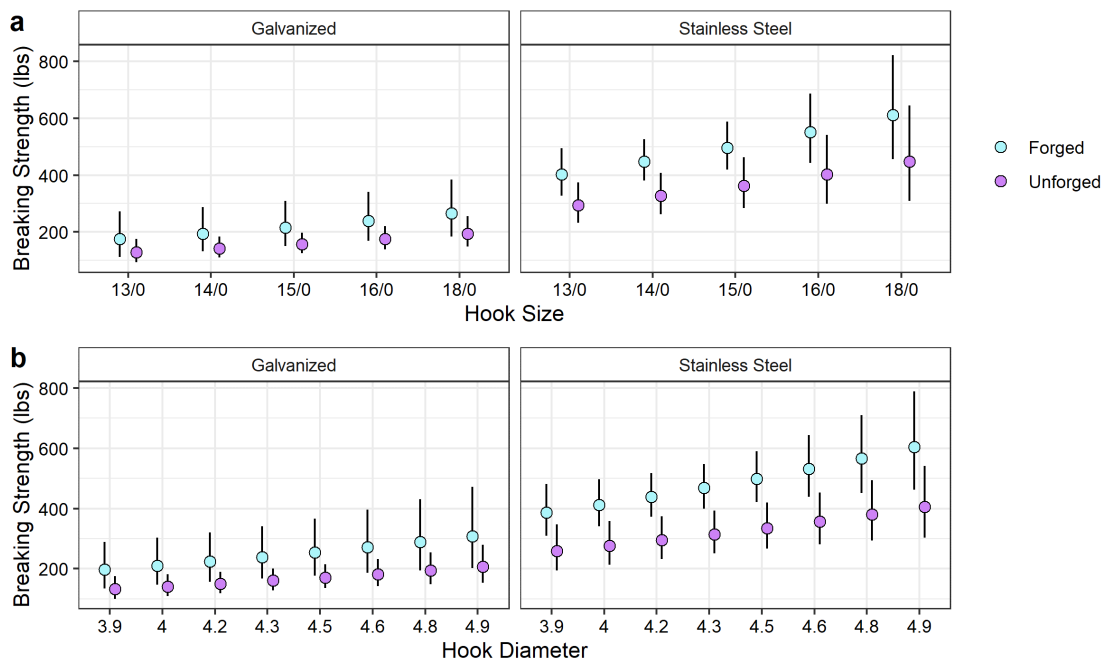 a
Galvanized Stainless Steel
Breaking Strength (lbs)
800
600
400
200
13/0 14/0 15/0 16/0 18/0 13/0 14/0 15/0 16/0 18/0
Hook Size
Forged
Unforged
b
Galvanized Stainless Steel
Breaking Strength (lbs)
800
600
400
200
3.9 4 4.2 4.3 4.5 4.6 4.8 4.9 3.9 4 4.2 4.3 4.5 4.6 4.8 4.9
Hook Diameter